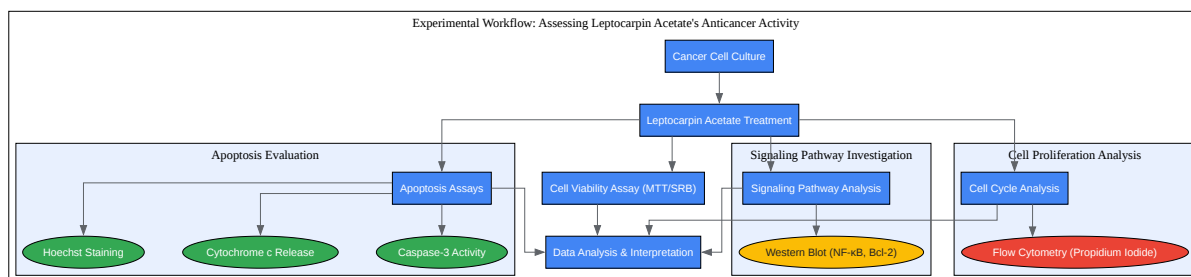 Experimental Workflow: Assessing Leptocarpin Acetate's Anticancer Activity
Cancer Cell Culture
Leptocarpin Acetate Treatment
Apoptosis Evaluation
Signaling Pathway Investigation
Cell Proliferation Analysis
Apoptosis Assays
Cell Viability Assay (MTT/SRB)
Signaling Pathway Analysis
Cell Cycle Analysis
Hoechst Staining
Cytochrome c Release
Caspase-3 Activity
Data Analysis & Interpretation
Western Blot (NF-κB, Bcl-2)
Flow Cytometry (Propidium Iodide)